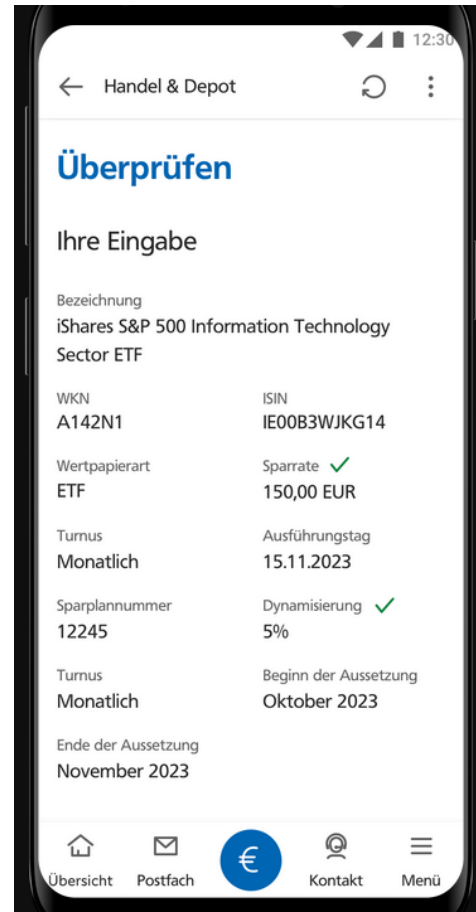 12:30
Handel & Depot
Überprüfen
Ihre Eingabe
Bezeichnung
iShares S&P 500 Information Technology
Sector ETF
WKN ISIN
A142N1 IE00B3WJKG14
Wertpapierart Sparrate
ETF 150,00 EUR
Turnus Ausführungstag
Monatlich 15.11.2023
Sparplannummer Dynamisierung
12245 5%
Turnus Beginn der Aussetzung
Monatlich Oktober 2023
Ende der Aussetzung
November 2023
€
Übersicht Postfach Kontakt Menü